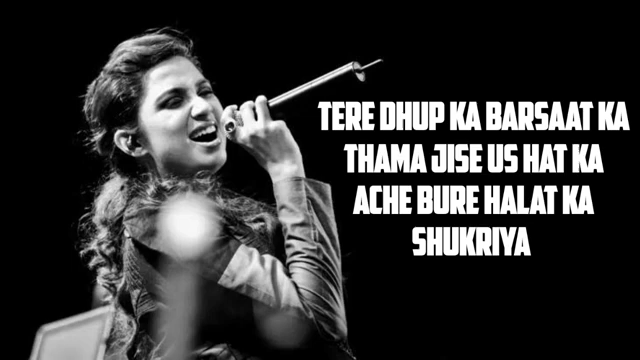 TERE DHUP KA BARSAAT KA
THAMA JISE US HAT KA
ACHE BURE HALAT KA
SHUKRIYA